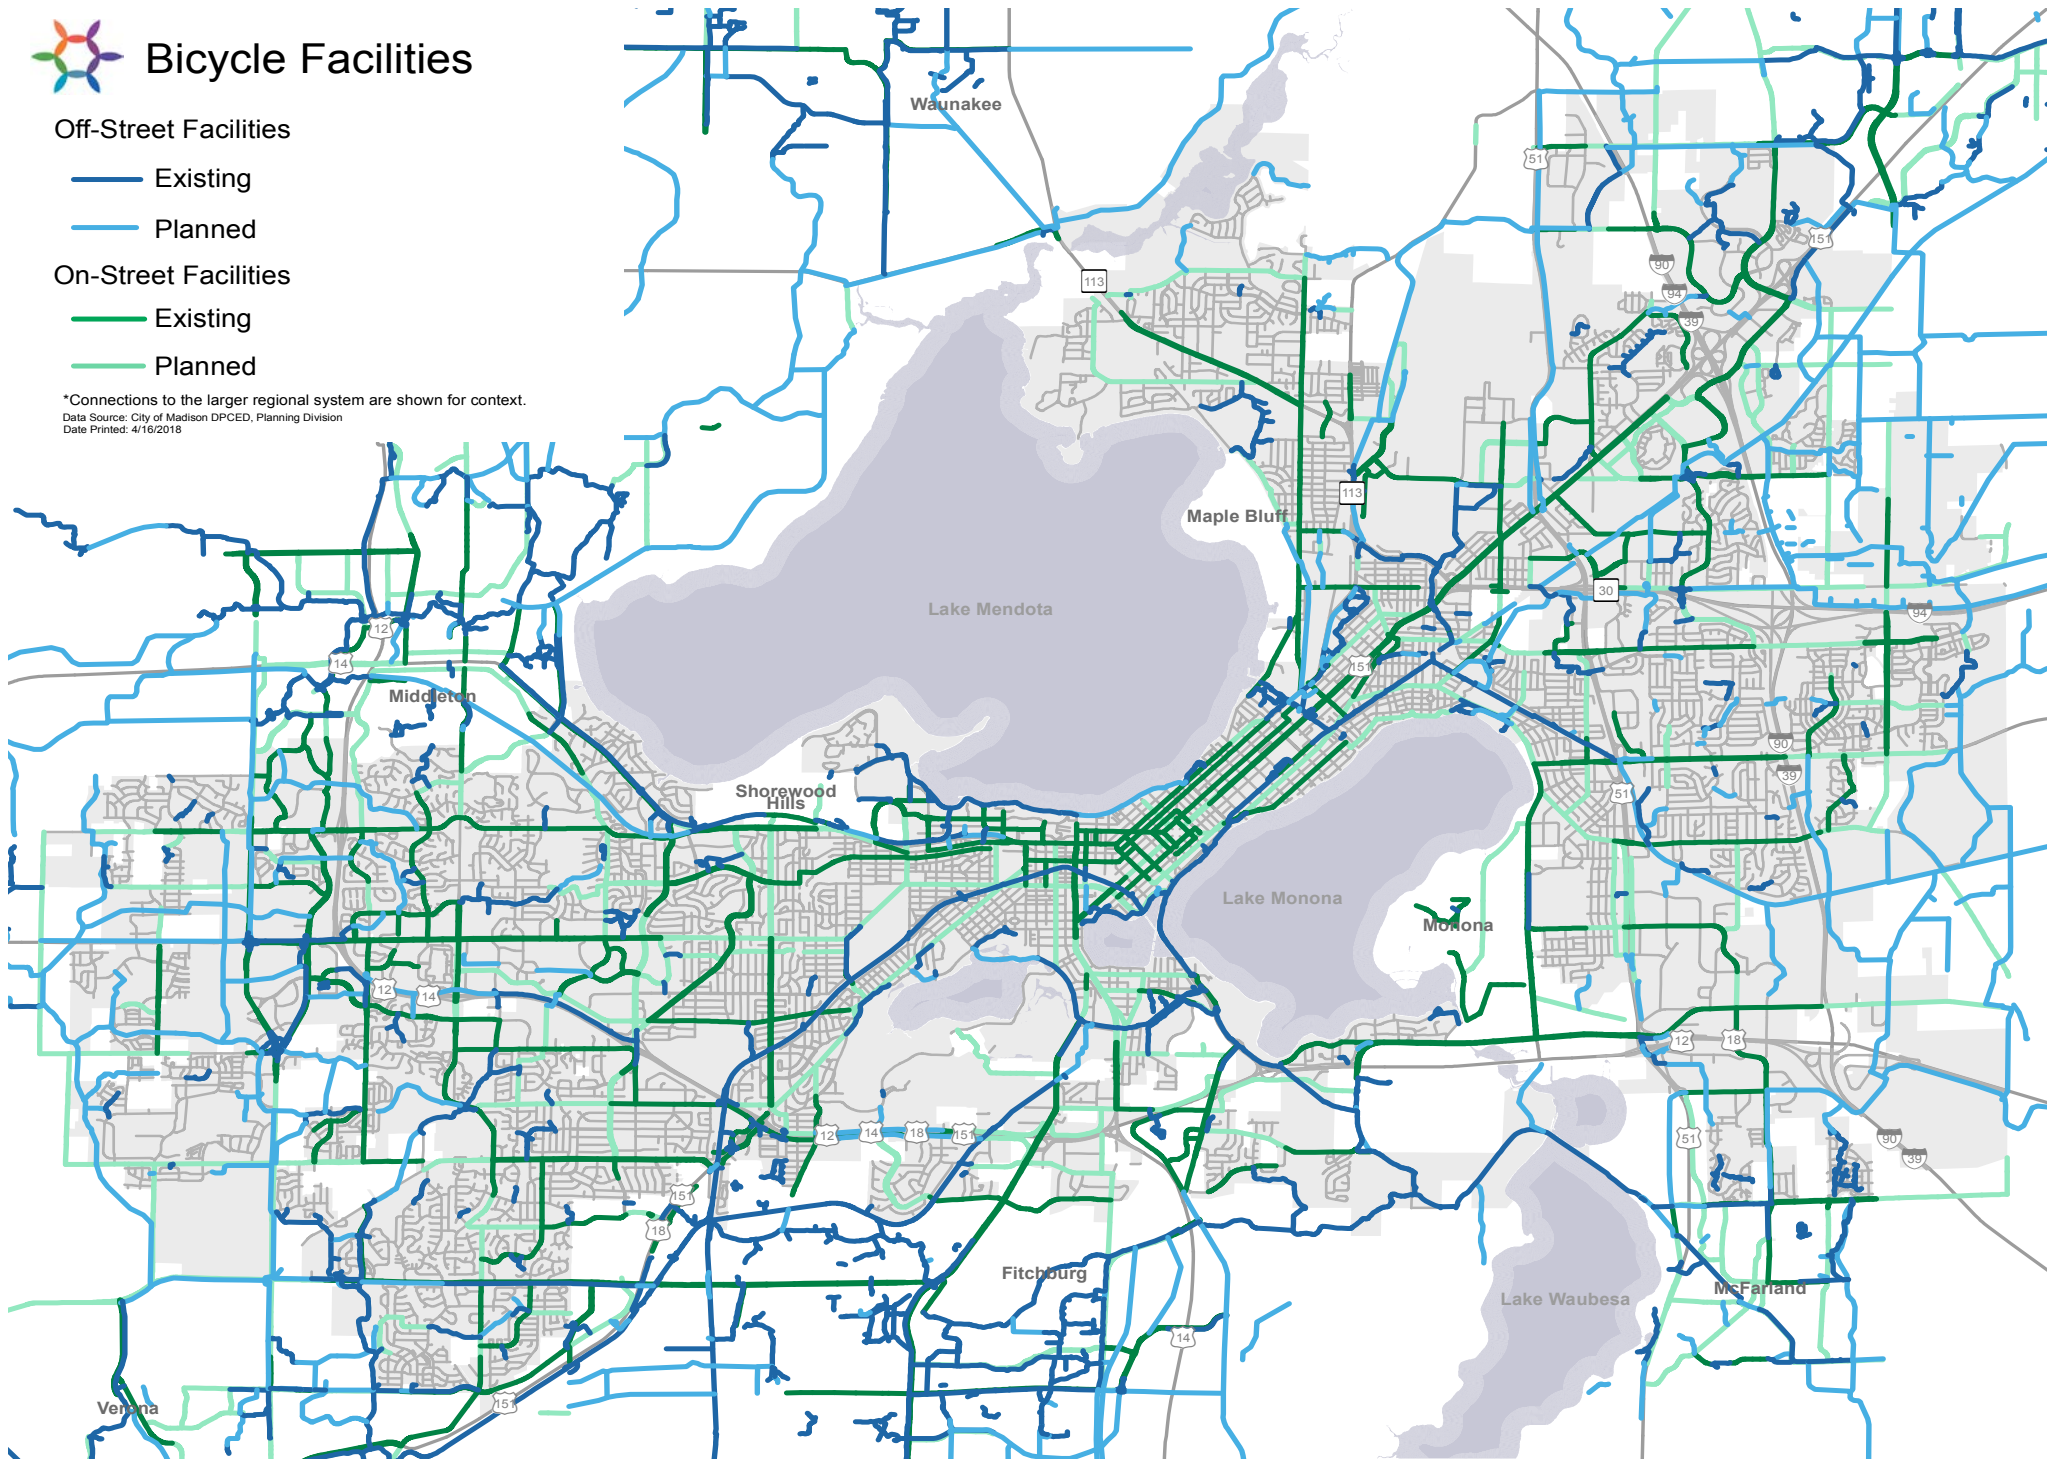 Bicycle Facilities
Off-Street Facilities
Existing
Planned
On-Street Facilities
Existing
Planned
*Connections to the larger regional system are shown for context.
Data Source: City of Madison DPCED, Planning Division
Date Printed: 4/16/2018
Waunakee
51
151
90
94
113
39
113
Maple Bluff
30
Lake Mendota
94
12
14
151
Middleton
90
39
51
Shorewood
Hills
Lake Monona
Monona
12
14
12
18
12
14
18
151
51
90
39
151
18
Fitchburg
McFarland
Lake Waubesa
14
151
Verona